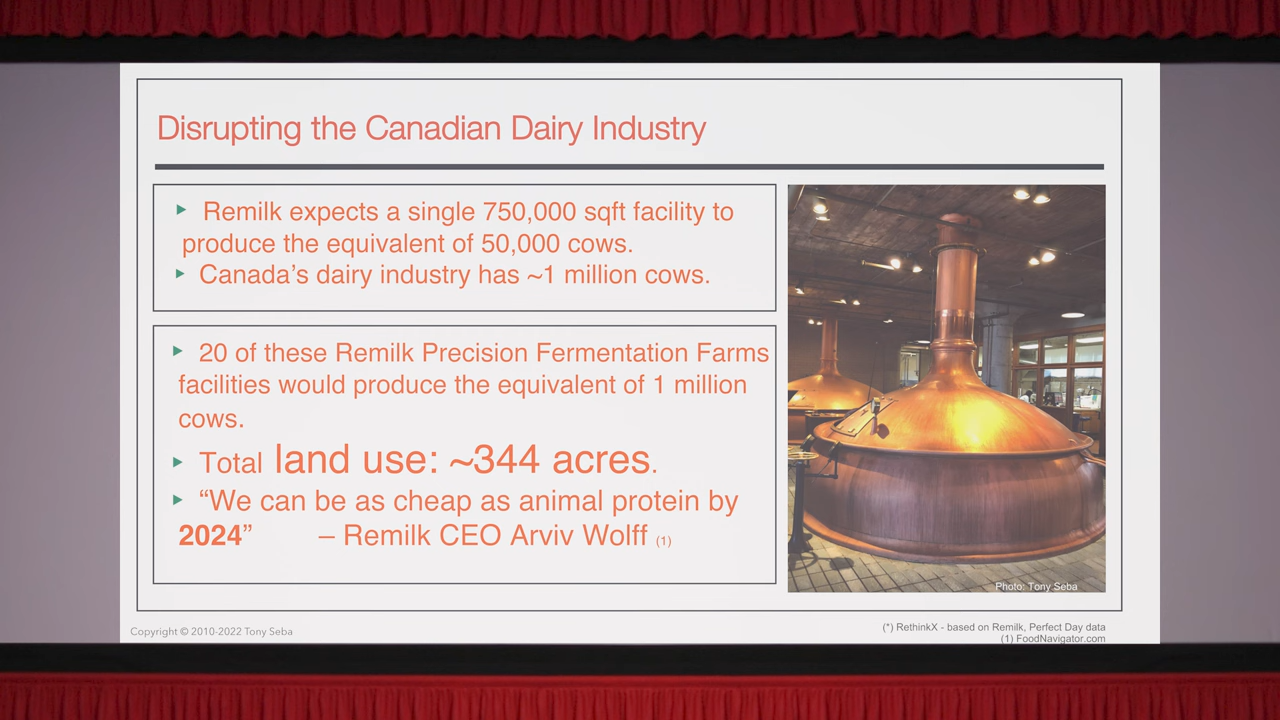 Disrupting the Canadian Dairy Industry
▸ Remilk expects a single 750,000 sqft facility to
produce the equivalent of 50,000 cows.
▸ Canada’s dairy industry has ~1 million cows.
▸ 20 of these Remilk Precision Fermentation Farms
facilities would produce the equivalent of 1 million
cows.
▸ Total land use: ~344 acres.
▸ “We can be as cheap as animal protein by
2024” – Remilk CEO Arviv Wolff (1)
Photo: Tony Seba
Copyright © 2010-2022 Tony Seba
(*) RethinkX - based on Remilk, Perfect Day data
(1) FoodNavigator.com